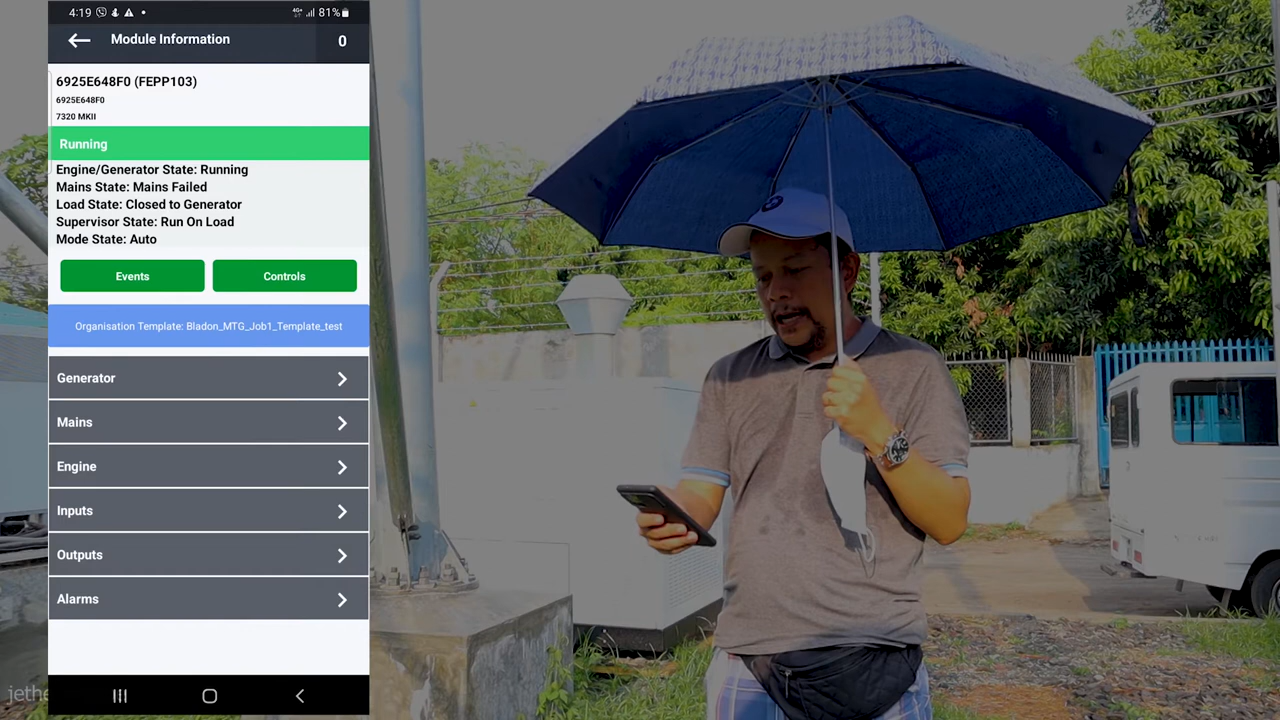 4:19
4G+
81%
Module Information
0
6925E648F0 (FEPP103)
6925E648F0
7320 MKII
Running
Engine/Generator State: Running
Mains State: Mains Failed
Load State: Closed to Generator
Supervisor State: Run On Load
Mode State: Auto
Events
Controls
Organisation Template: Bladon_MTG_Job1_Template_test
Generator
Mains
Engine
Inputs
Outputs
Alarms
jethe